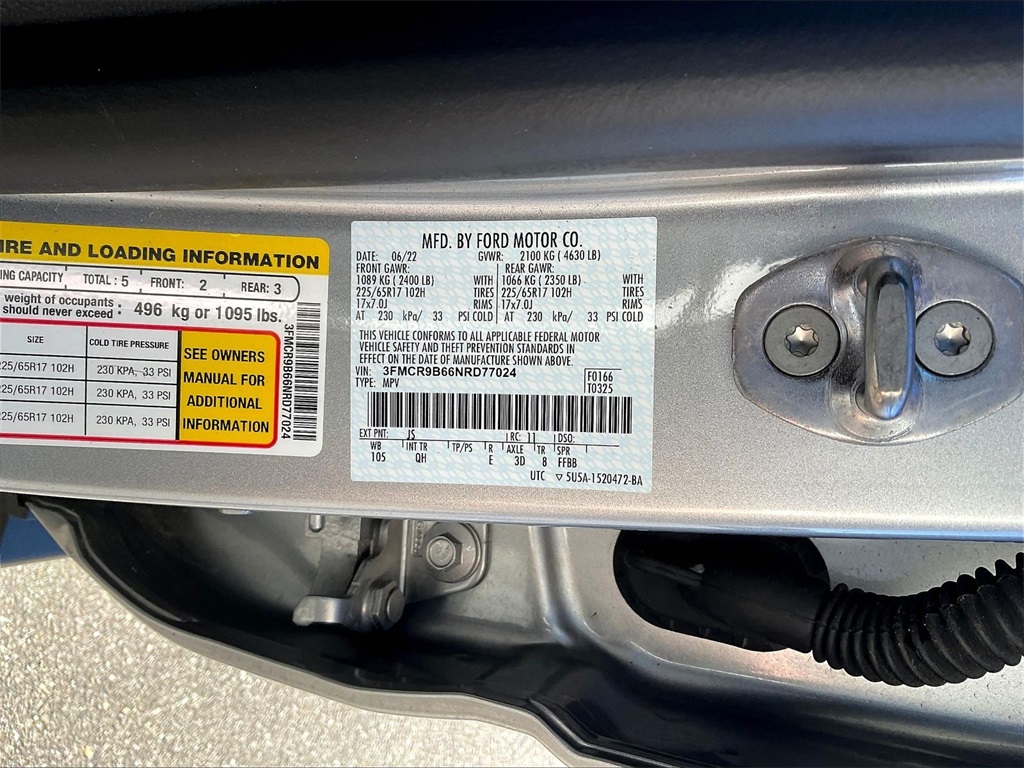 IRE AND LOADING INFORMATION
ING CAPACITY TOTAL : 5 FRONT: 2 REAR: 3
weight of occupants
should never exceed : 496 kg or 1095 lbs.
SIZE COLD TIRE PRESSURE
225/65R17 102H 230 KPA, 33 PSI
225/65R17 102H 230 KPA, 33 PSI
225/65R17 102H 230 KPA, 33 PSI
SEE OWNERS
MANUAL FOR
ADDITIONAL
INFORMATION
3FMCR9B66NRD77024
MFD. BY FORD MOTOR CO.
DATE: 06/22 GVWR: 2100 KG ( 4630 LB)
FRONT GAWR: REAR GAWR:
1089 KG ( 2400 LB) WITH 1066 KG ( 2350 LB) WITH
225/65R17 102H TIRES 225/65R17 102H TIRES
17x7.0J RIMS 17x7.0J RIMS
AT 230 kPa/ 33 PSI COLD AT 230 kPa/ 33 PSI COLD
THIS VEHICLE CONFORMS TO ALL APPLICABLE FEDERAL MOTOR
VEHICLE SAFETY AND THEFT PREVENTION STANDARDS IN
EFFECT ON THE DATE OF MANUFACTURE SHOWN ABOVE.
VIN: 3FMCR9B66NRD77024 F0166
TYPE: MPV T0325
EXT PNT: JS RC: 11 DSO:
WB INT TR TP/PS R AXLE TR SPR
105 QH E 3D 8 FFBB
UTC ▽ 5U5A-1520472-BA